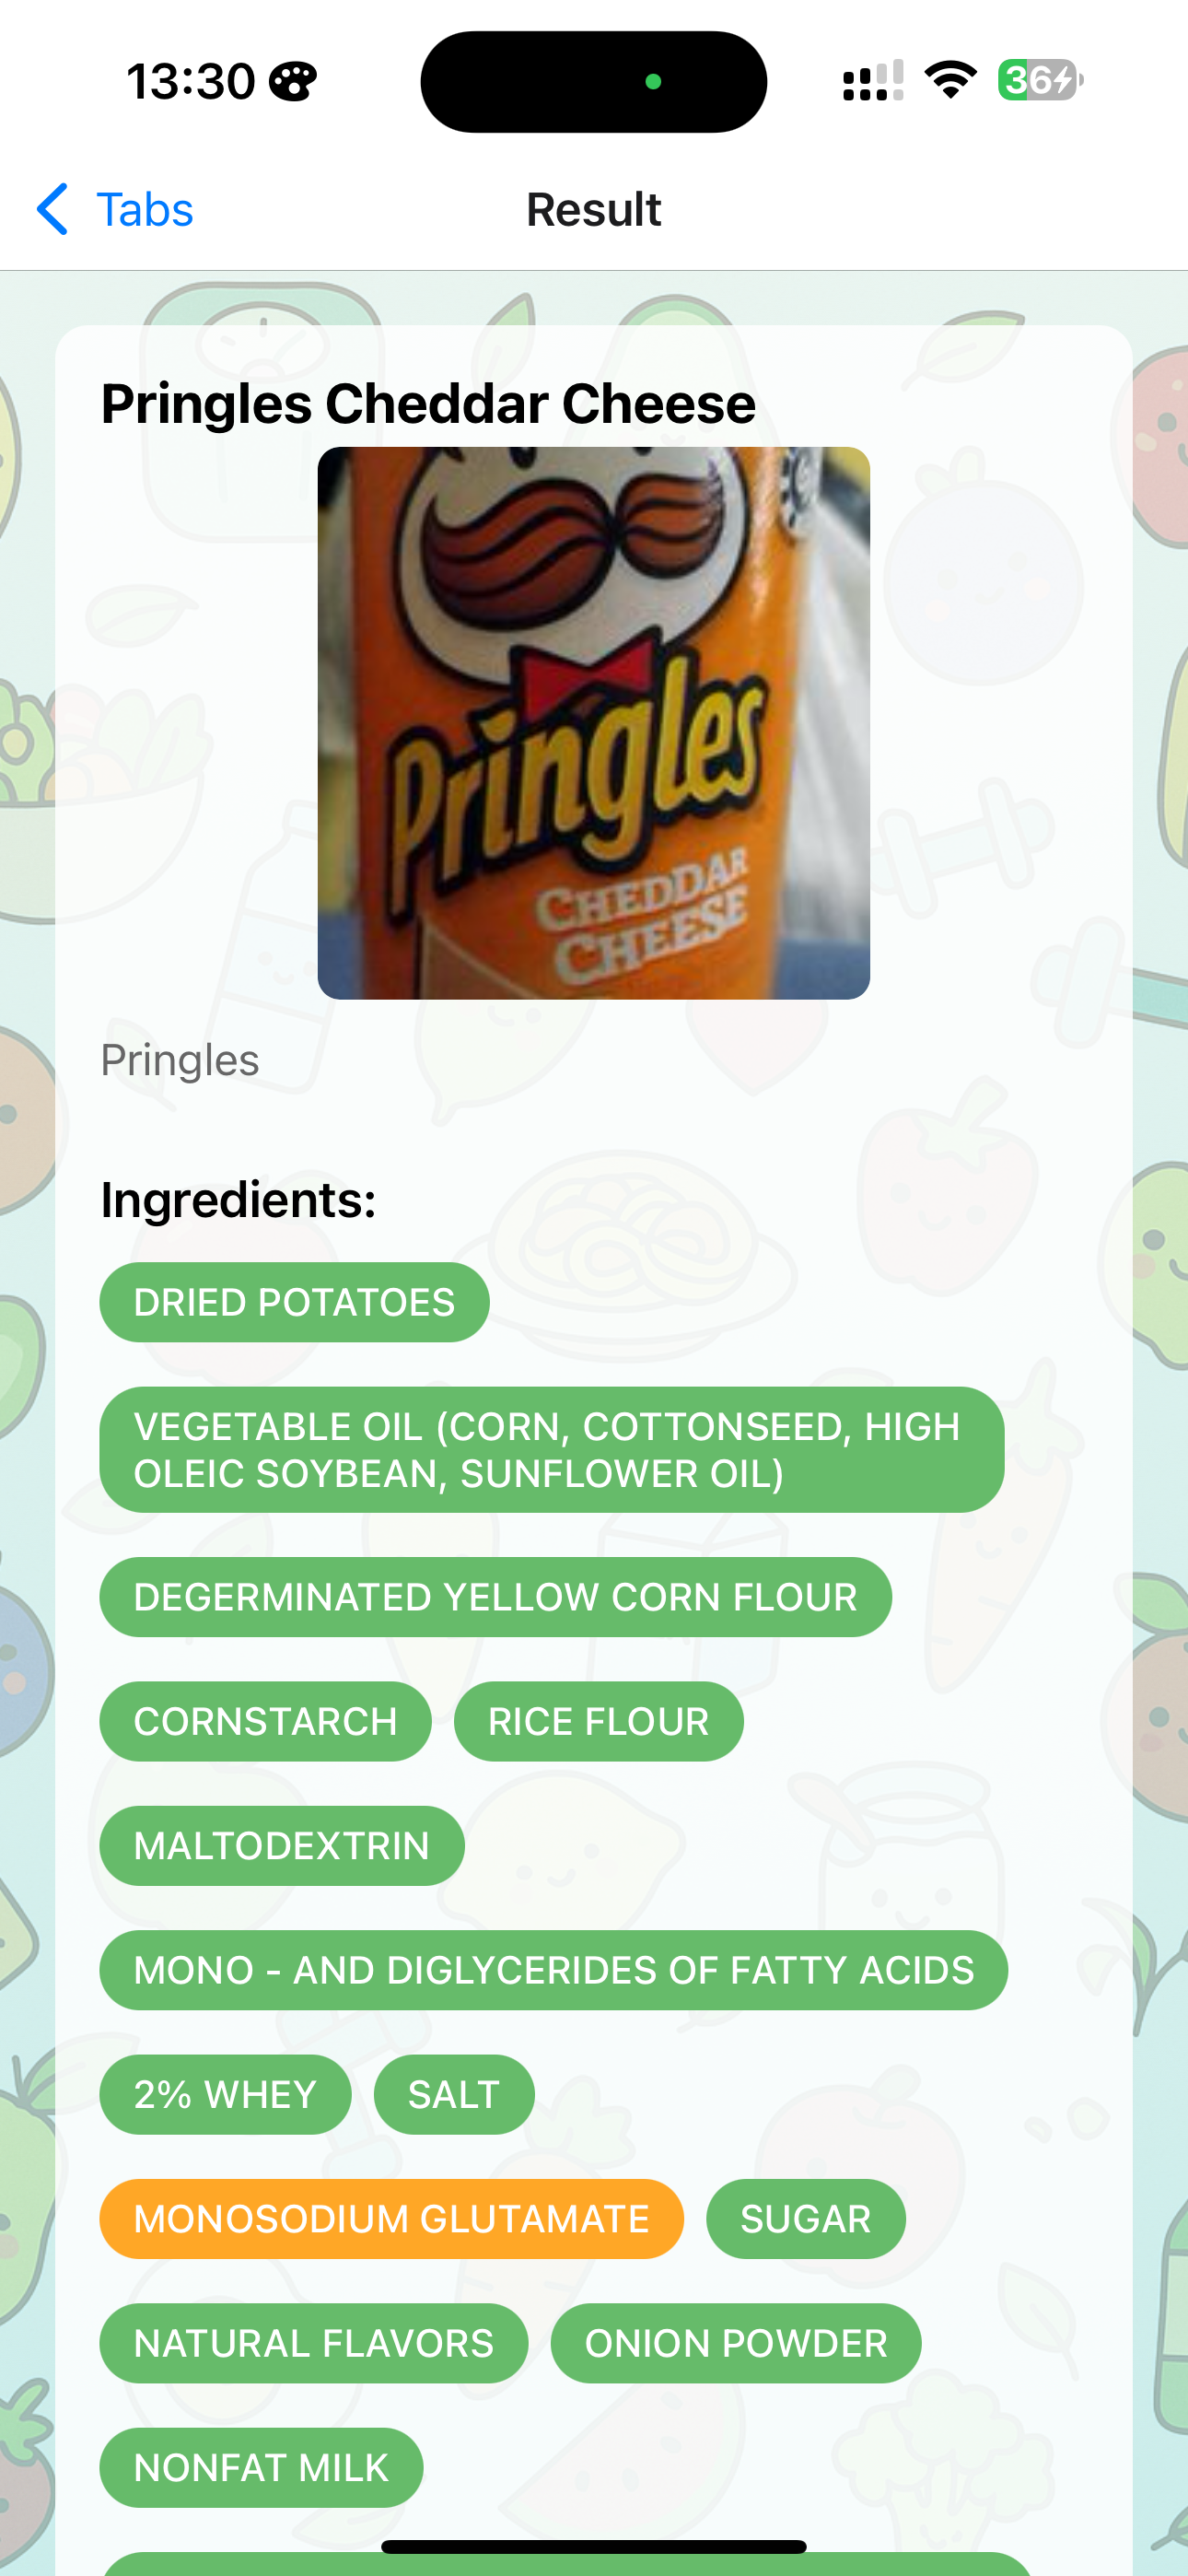 13:30
36
Tabs
Result
Pringles Cheddar Cheese
Pringles
CHEDDAR
CHEESE
Pringles
Ingredients:
DRIED POTATOES
VEGETABLE OIL (CORN, COTTONSEED, HIGH
OLEIC SOYBEAN, SUNFLOWER OIL)
DEGERMINATED YELLOW CORN FLOUR
CORNSTARCH
RICE FLOUR
MALTODEXTRIN
MONO - AND DIGLYCERIDES OF FATTY ACIDS
2% WHEY
SALT
MONOSODIUM GLUTAMATE
SUGAR
NATURAL FLAVORS
ONION POWDER
NONFAT MILK